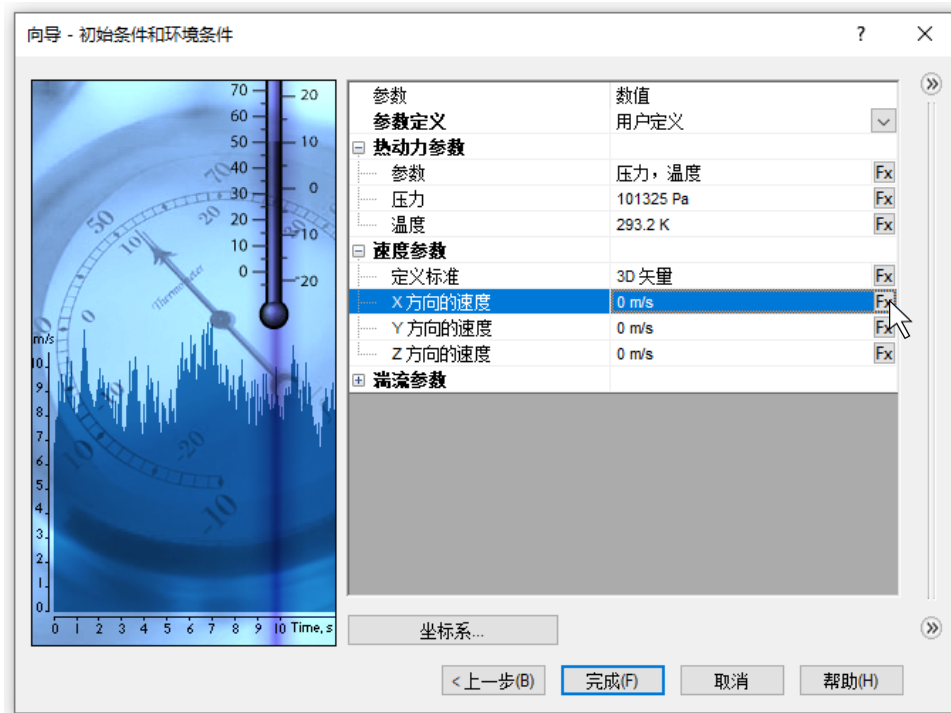 向导 - 初始条件和环境条件
?
参数 数值
参数定义 用户定义
热动力参数
参数 压力，温度 Fx
压力 101325 Pa Fx
温度 293.2 K Fx
速度参数
定义标准 3D 矢量 Fx
X 方向的速度 0 m/s Fx
Y 方向的速度 0 m/s Fx
Z 方向的速度 0 m/s Fx
湍流参数
70 20
60
50 10
40
30 0
20
10 -10
0
-20
50
10
20
30
0
Thermometer
-10
-20
-10
m/s
10
9
8
7
6
5
4
3
2
1
0
0 1 2 3 4 5 6 7 8 9 10 Time, s
坐标系...
<上一步(B) 完成(F) 取消 帮助(H)